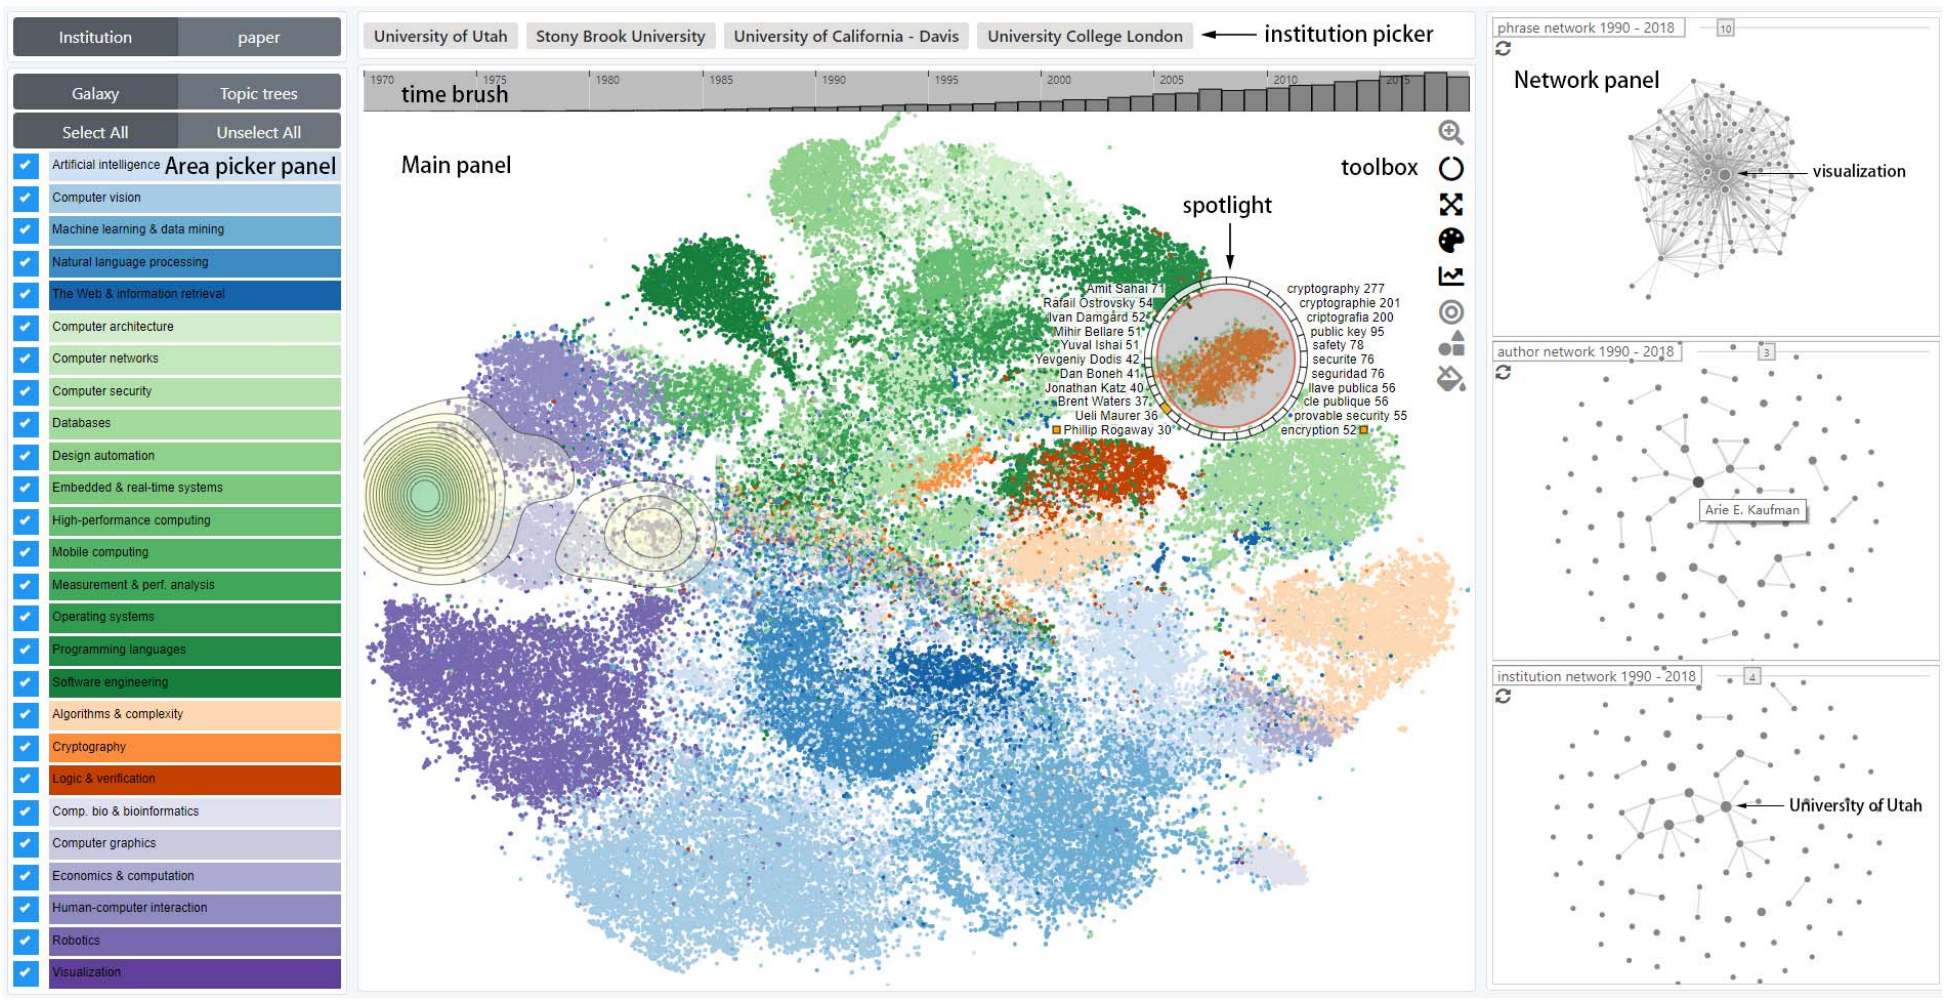 Institution
paper
University of Utah
Stony Brook University
University of California - Davis
University College London
institution picker
Galaxy
Topic trees
Select All
Unselect All
Area picker panel
Artificial intelligence
Computer vision
Machine learning & data mining
Natural language processing
The Web & information retrieval
Computer architecture
Computer networks
Computer security
Databases
Design automation
Embedded & real-time systems
High-performance computing
Mobile computing
Measurement & perf. analysis
Operating systems
Programming languages
Software engineering
Algorithms & complexity
Cryptography
Logic & verification
Comp. bio & bioinformatics
Computer graphics
Economics & computation
Human-computer interaction
Robotics
Visualization
1970
1975
1980
1985
1990
1995
2000
2005
2010
2015
time brush
Main panel
toolbox
spotlight
Amit Sahai 71
Rafail Ostrovsky 54
Ivan Damgård 52
Mihir Bellare 51
Yuval Ishai 51
Yevgeniy Dodis 42
Dan Boneh 41
Jonathan Katz 40
Brent Waters 37
Ueli Maurer 36
Phillip Rogaway 30
cryptography 277
cryptographie 201
criptografia 200
public key 95
safety 78
securite 76
seguridad 76
llave publica 56
cle publique 56
provable security 55
encryption 52
phrase network 1990 - 2018
10
Network panel
visualization
author network 1990 - 2018
3
Arie E. Kaufman
institution network 1990 - 2018
4
University of Utah